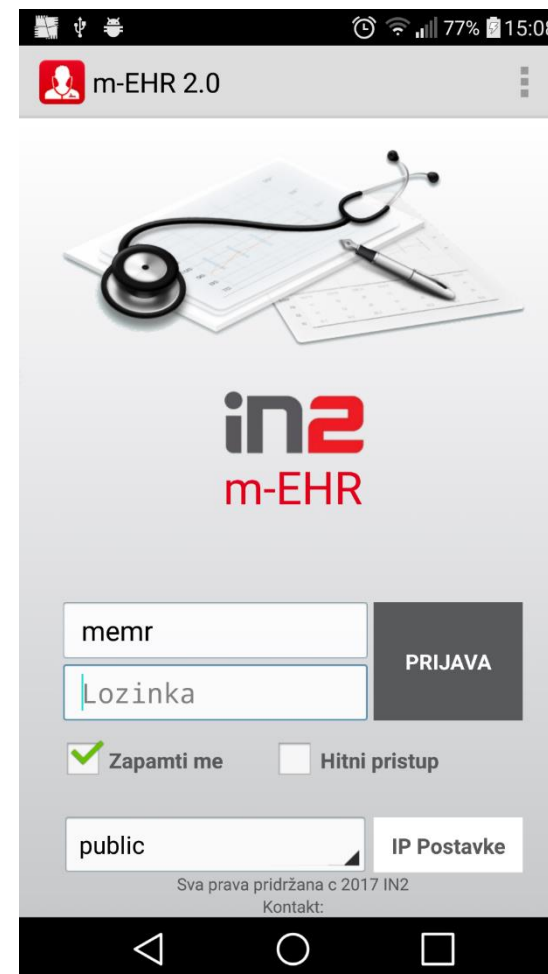 77% 15:08
m-EHR 2.0
in2
m-EHR
memr
PRIJAVA
Lozinka
Zapamti me Hitni pristup
public IP Postavke
Sva prava pridržana c 2017 IN2
Kontakt: